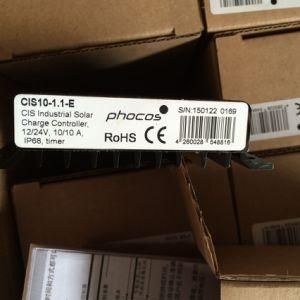 CIS10-1.1-E
CIS Industrial Solar
Charge Controller,
12/24V, 10/10 A,
IP68, timer
phocos
RoHS CE
S/N:150122 0169
4 260028 548816